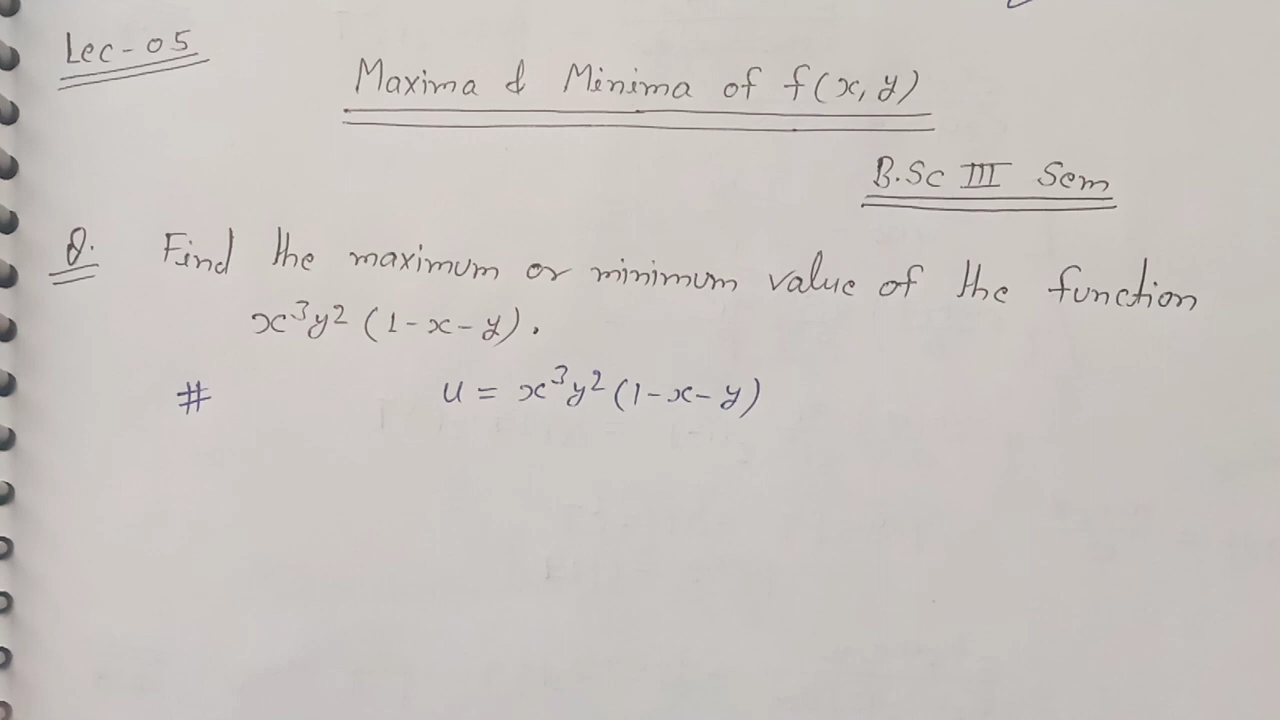 Lec-05
Maxima & Minima of f(x, y)
B.Sc III Sem
Q. Find the maximum or minimum value of the function
x³y² (1-x-y).
# u = x³y² (1-x-y)